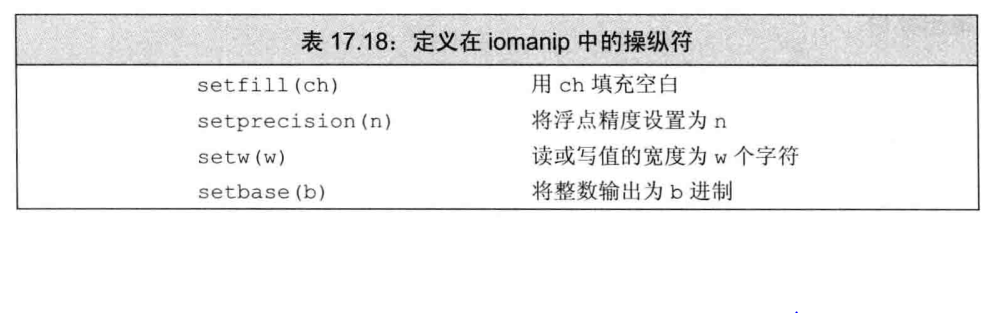 表 17.18：定义在 iomanip 中的操纵符
setfill(ch) 用 ch 填充空白
setprecision(n) 将浮点精度设置为 n
setw(w) 读或写值的宽度为 w 个字符
setbase(b) 将整数输出为 b 进制